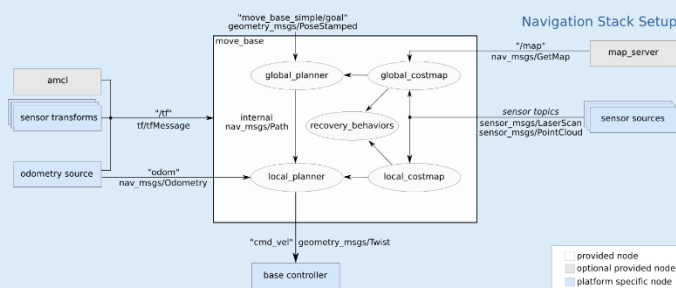 "move_base_simple/goal"
geometry_msgs/PoseStamped
Navigation Stack Setup
move_base
"/map"
nav_msgs/GetMap
map_server
global_planner
global_costmap
amcl
sensor transforms
"/tf"
tf/tfMessage
internal
nav_msgs/Path
recovery_behaviors
sensor topics
sensor_msgs/LaserScan
sensor_msgs/PointCloud
sensor sources
odometry source
"odom"
nav_msgs/Odometry
local_planner
local_costmap
"cmd_vel" geometry_msgs/Twist
base controller
provided node
optional provided node
platform specific node